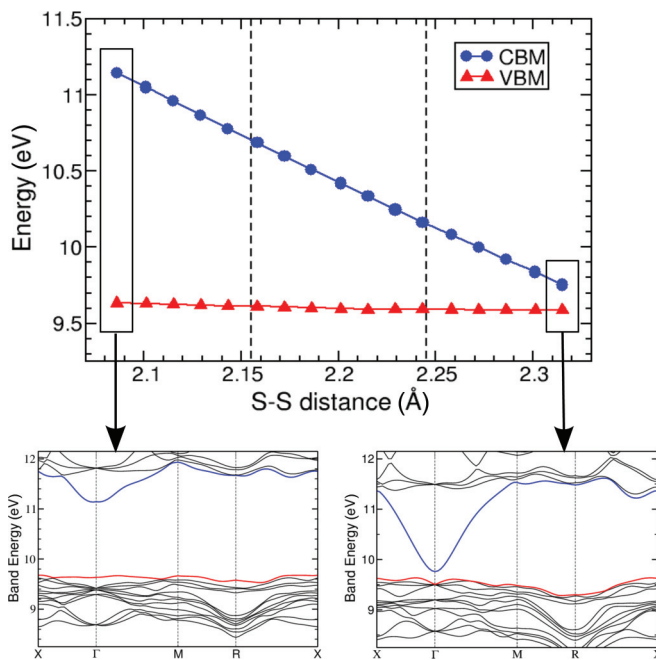 11.5
11
10.5
10
9.5
Energy (eV)
CBM
VBM
2.1
2.15
2.2
2.25
2.3
S-S distance (Å)
12
11
10
9
Band Energy (eV)
X Γ M R X
12
11
10
9
Band Energy (eV)
X Γ M R X